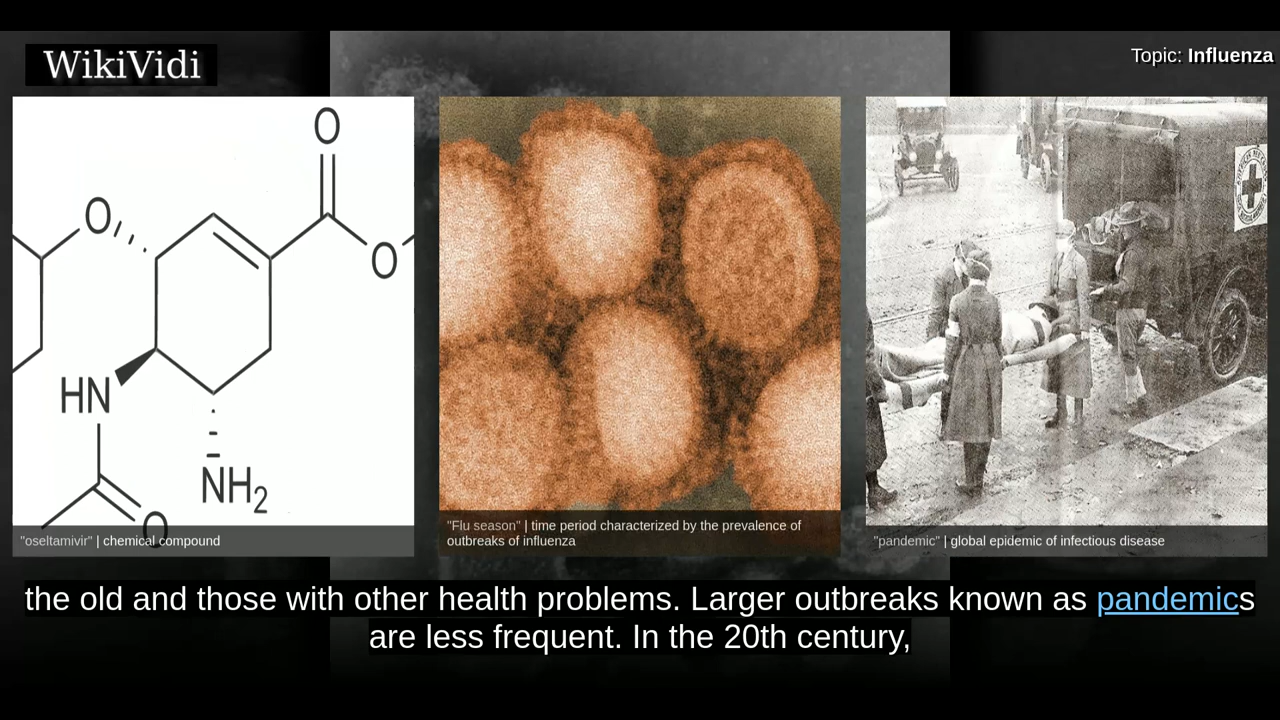 WikiVidi
Topic: Influenza
O
O
O
HN
NH2
O
"oseltamivir" | chemical compound
"Flu season" | time period characterized by the prevalence of
outbreaks of influenza
"pandemic" | global epidemic of infectious disease
the old and those with other health problems. Larger outbreaks known as pandemics
are less frequent. In the 20th century,